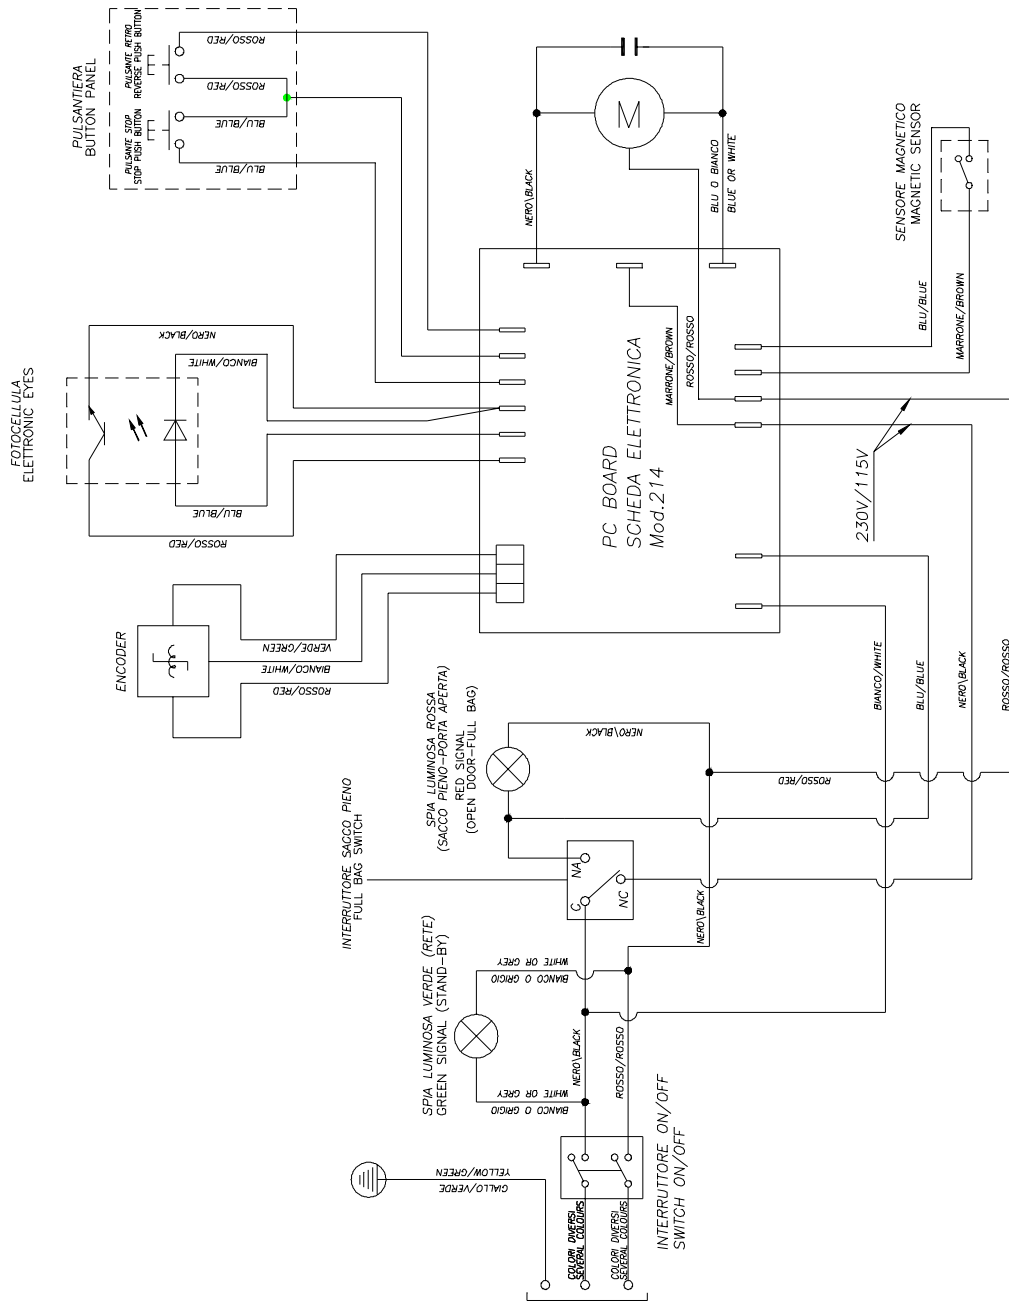 PULSANTIERA
BUTTON PANEL
PULSANTE RETRO
REVERSE PUSH BUTTON
PULSANTE STOP
STOP PUSH BUTTON
ROSSO/RED
ROSSO/RED
BLU/BLUE
BLU/BLUE
M
NERO\BLACK
BLU O BIANCO
BLUE OR WHITE
SENSORE MAGNETICO
MAGNETIC SENSOR
BLU/BLUE
MARRONE/BROWN
FOTOCELLULA
ELETTRONIC EYES
NERO/BLACK
BIANCO/WHITE
BLU/BLUE
ROSSO/RED
MARRONE/BROWN
ROSSO/ROSSO
PC BOARD
SCHEDA ELETTRONICA
Mod.214
230V/115V
ENCODER
VERDE/GREEN
BIANCO/WHITE
ROSSO/RED
BIANCO/WHITE
BLU/BLUE
NERO\BLACK
ROSSO/ROSSO
SPIA LUMINOSA ROSSA
(SACCO PIENO-PORTA APERTA)
RED SIGNAL
(OPEN DOOR-FULL BAG)
NERO\BLACK
ROSSO/RED
INTERRUTTORE SACCO PIENO
FULL BAG SWITCH
NA
C
NC
NERO\BLACK
SPIA LUMINOSA VERDE (RETE)
GREEN SIGNAL (STAND-BY)
WHITE OR GREY
BIANCO O GRIGIO
NERO\BLACK
ROSSO/ROSSO
WHITE OR GREY
BIANCO O GRIGIO
INTERRUTTORE ON/OFF
SWITCH ON/OFF
YELLOW/GREEN
GIALLO/VERDE
COLORI DIVERSI
SEVERAL COLOURS
COLORI DIVERSI
SEVERAL COLOURS